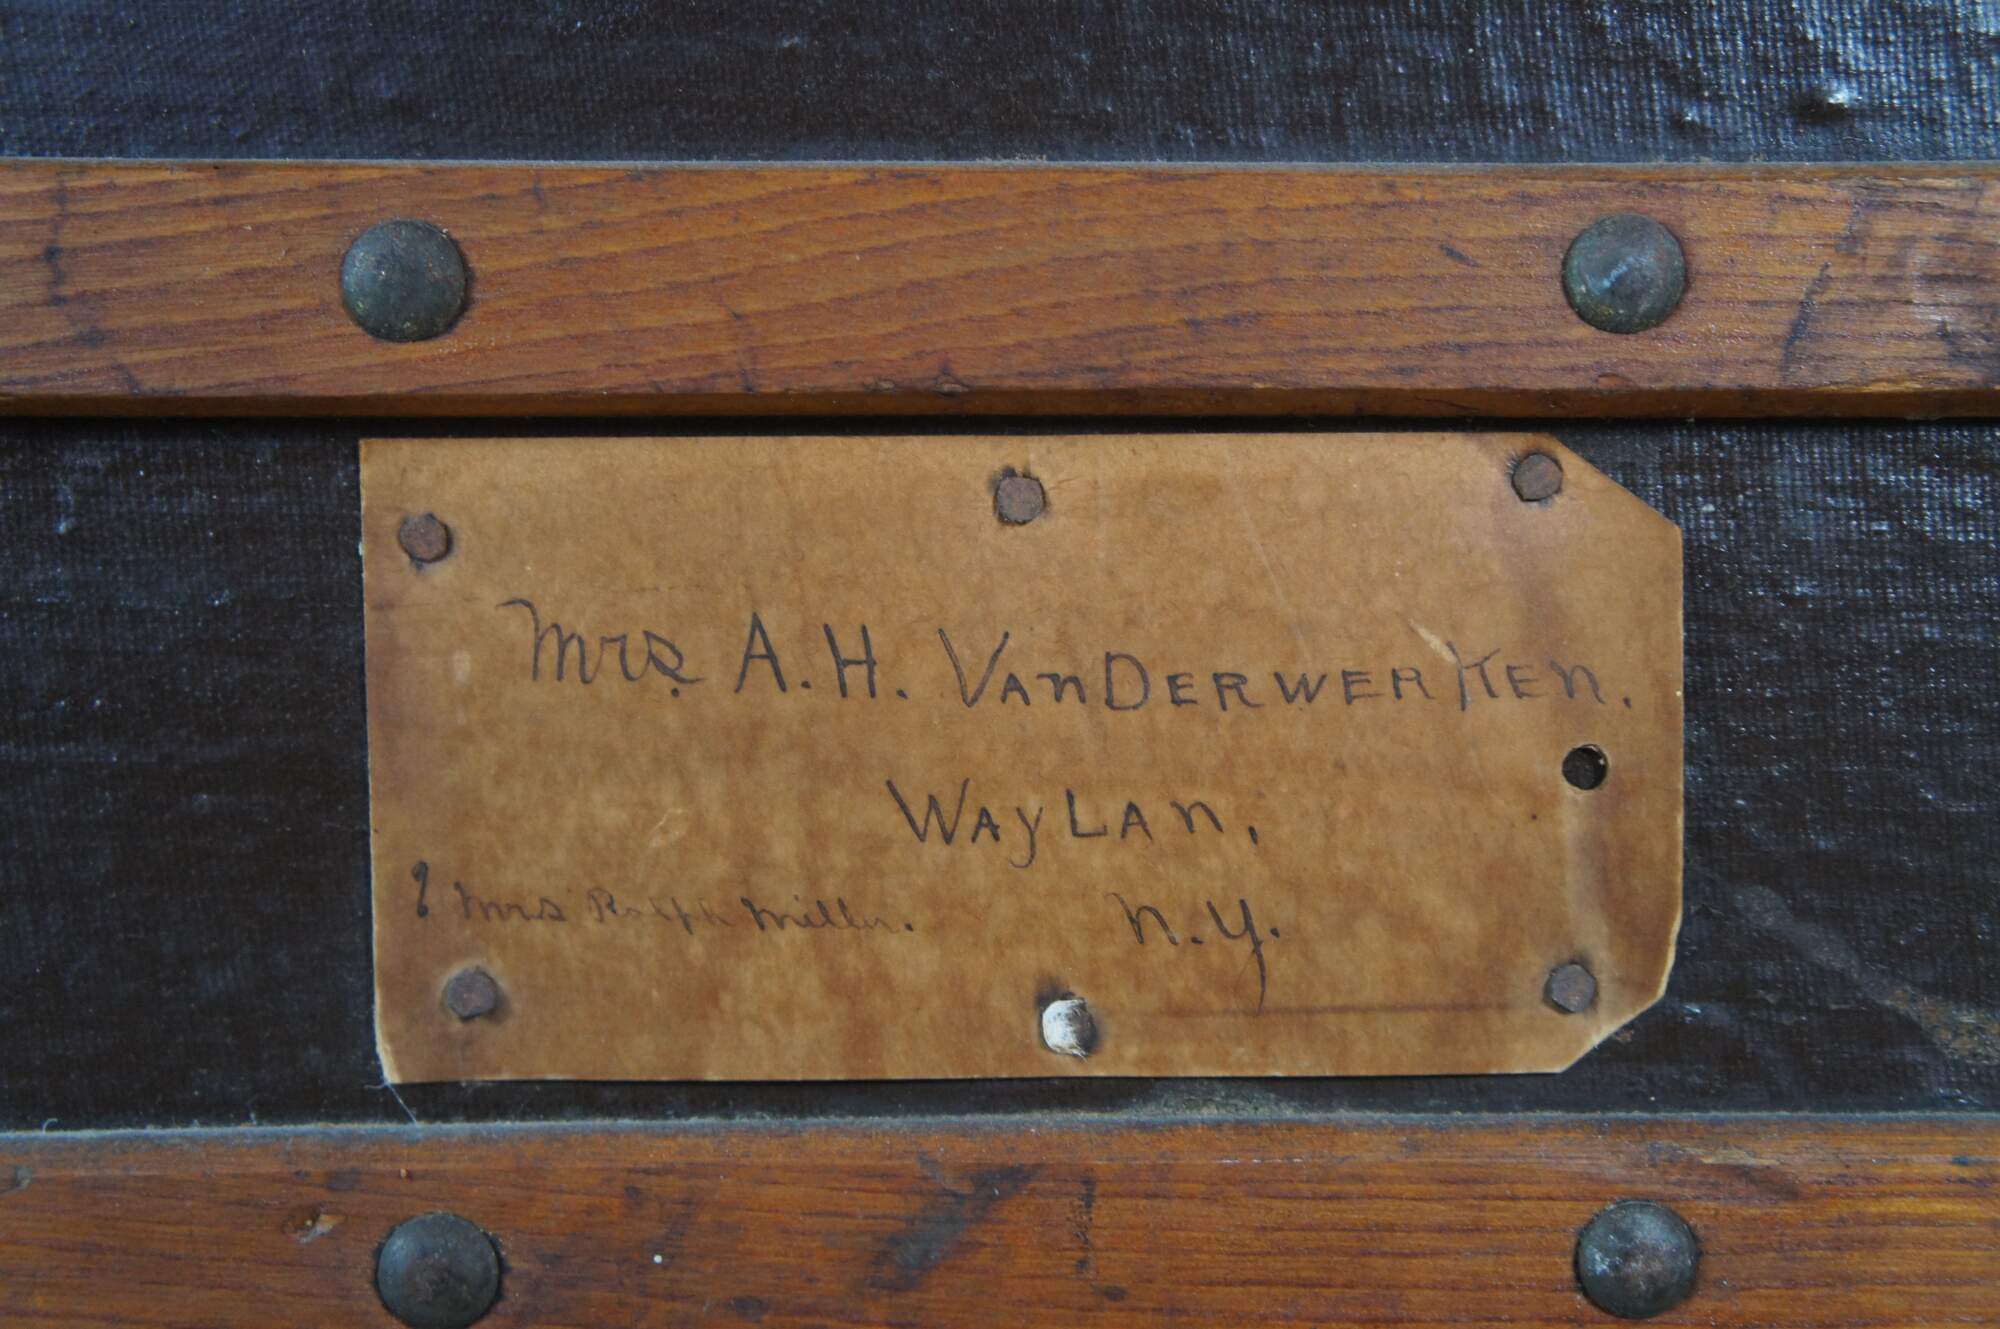 Mrs. A. H. VanDerwerken.
Waylan,
Mrs Ralph Miller.
N.Y.